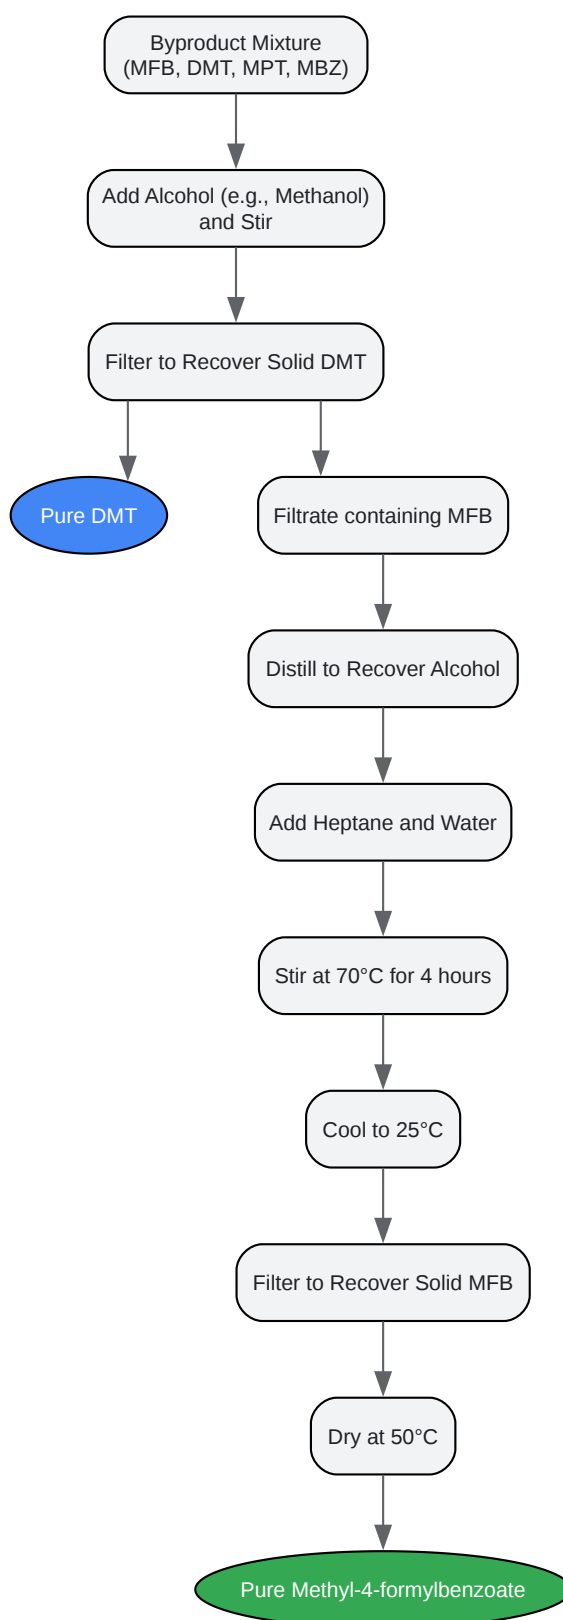 Byproduct Mixture
(MFB, DMT, MPT, MBZ)
Add Alcohol (e.g., Methanol)
and Stir
Filter to Recover Solid DMT
Pure DMT
Filtrate containing MFB
Distill to Recover Alcohol
Add Heptane and Water
Stir at 70°C for 4 hours
Cool to 25°C
Filter to Recover Solid MFB
Dry at 50°C
Pure Methyl-4-formylbenzoate